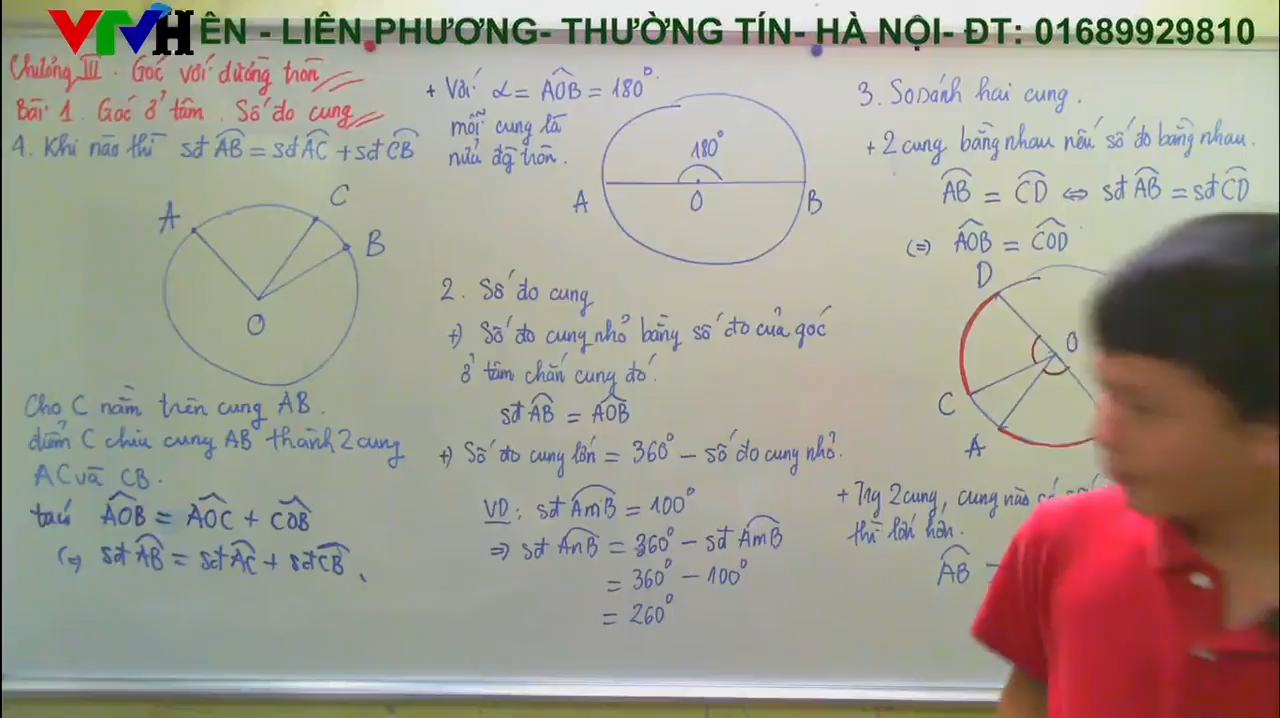 VTVH
ÊN - LIÊN PHƯƠNG- THƯỜNG TÍN- HÀ NỘI- ĐT: 01689929810
Chương III. Góc với đường tròn
Bài 1. Góc ở tâm. Số đo cung
4. Khi nào thì sđ AB = sđ AC + sđ CB
A
C
B
O
Cho C nằm trên cung AB.
điểm C chia cung AB thành 2 cung
AC và CB.
ta có AOB = AOC + COB
(=) sđ AB = sđ AC + sđ CB
+ Với α = AOB = 180°
mỗi cung là
nửa đg tròn.
180°
A
O
B
2. Số đo cung
+) Số đo cung nhỏ bằng số đo của góc
ở tâm chắn cung đó.
sđ AB = AOB
+) Số đo cung lớn = 360° - số đo cung nhỏ.
VD: sđ AmB = 100°
=> sđ AnB = 360° - sđ AmB
= 360° - 100°
= 260°
3. So sánh hai cung.
+ 2 cung bằng nhau nếu số đo bằng nhau.
AB = CD <=> sđ AB = sđ CD
(=) AOB = COD
D
O
C
A
+ Trg 2 cung, cung nào có
thì lớn hơn.
AB